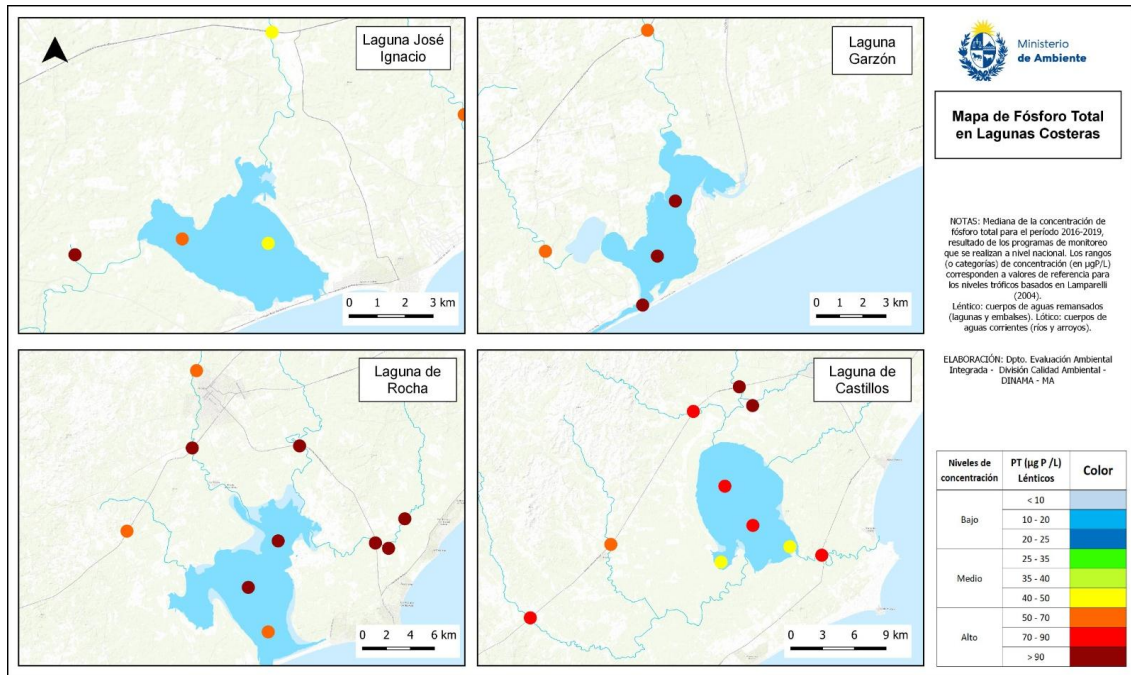 Laguna José
Ignacio
0 1 2 3 km
Laguna
Garzón
0 1 2 3 km
Laguna de
Rocha
0 2 4 6 km
Laguna de
Castillos
0 3 6 9 km
Ministerio
de Ambiente
Mapa de Fósforo Total
en Lagunas Costeras
NOTAS: Mediana de la concentración de
fósforo total para el período 2016-2019,
resultado de los programas de monitoreo
que se realizan a nivel nacional. Los rangos
(o categorías) de concentración (en µgP/L)
corresponden a valores de referencia para
los niveles tróficos basados en Lamparelli
(2004).
Léntico: cuerpos de aguas remansados
(lagunas y embalses). Lótico: cuerpos de
aguas corrientes (ríos y arroyos).
ELABORACIÓN: Dpto. Evaluación Ambiental
Integrada - División Calidad Ambiental -
DINAMA - MA
Niveles de
concentración
PT (µg P /L)
Lénticos
Color
Bajo
< 10
10 - 20
20 - 25
Medio
25 - 35
35 - 40
40 - 50
Alto
50 - 70
70 - 90
> 90